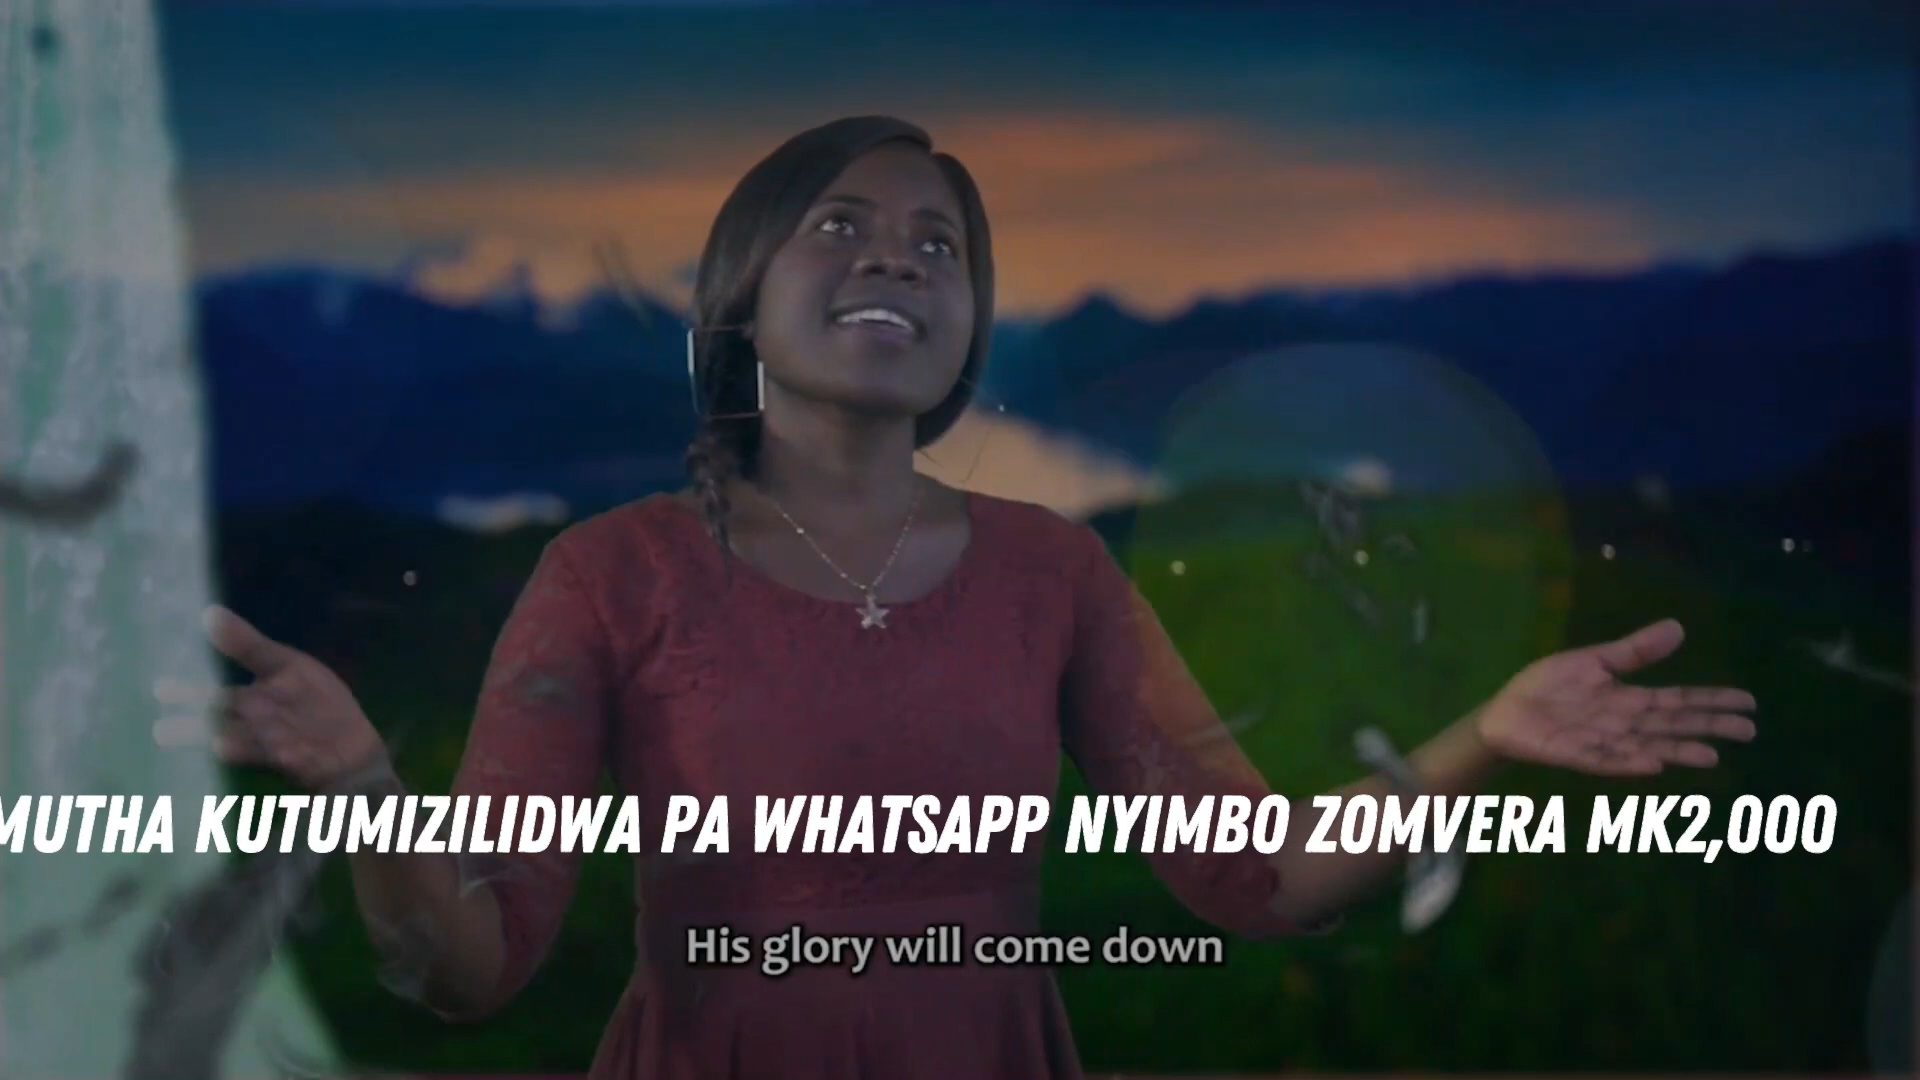 MUTHA KUTUMIZILIDWA PA WHATSAPP NYIMBO ZOMVERA MK2,000
His glory will come down